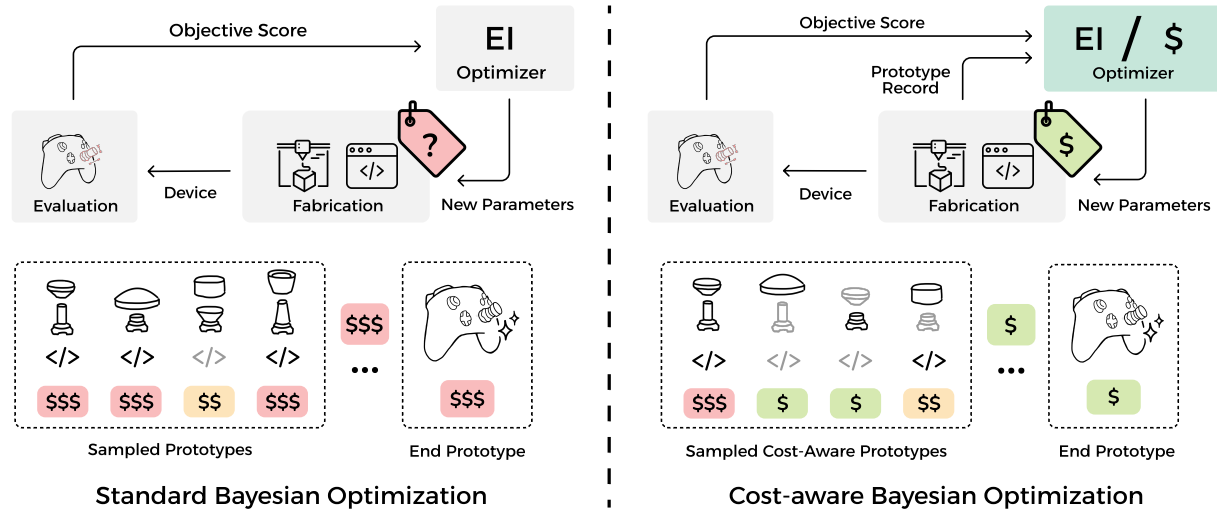 Objective Score
EI
Optimizer
?
</>
Evaluation
Device
Fabrication
New Parameters
</>
</>
</>
</>
$$$
$$$
$$
$$$
$$$
...
$$$
Sampled Prototypes
End Prototype
Standard Bayesian Optimization
Objective Score
EI / $
Optimizer
Prototype
Record
$
</>
Evaluation
Device
Fabrication
New Parameters
</>
</>
</>
</>
$$$
$
$
$$
$
...
$
Sampled Cost-Aware Prototypes
End Prototype
Cost-aware Bayesian Optimization